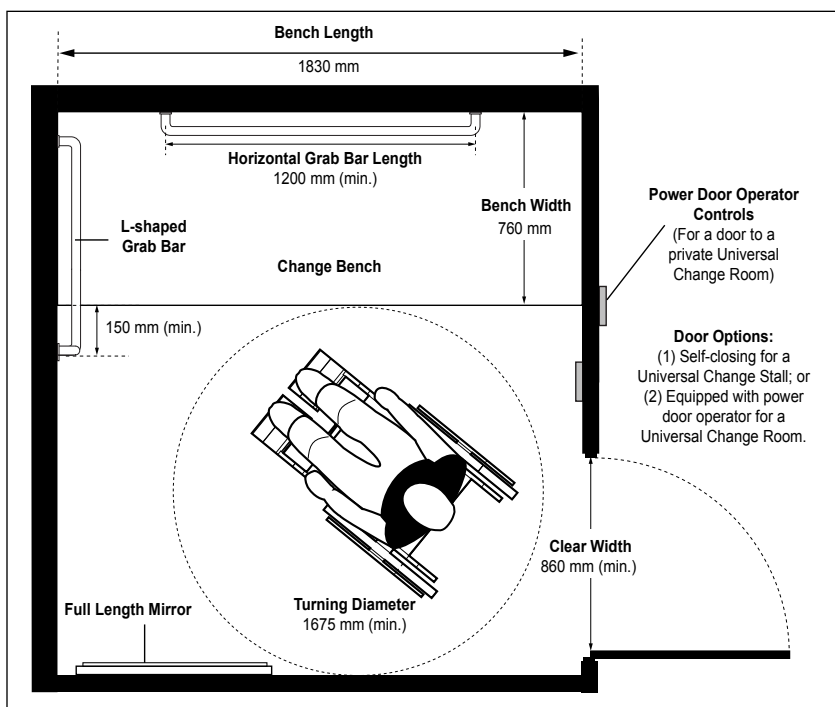 Bench Length
1830 mm
Horizontal Grab Bar Length
1200 mm (min.)
Bench Width
760 mm
L-shaped
Grab Bar
Change Bench
150 mm (min.)
Power Door Operator
Controls
(For a door to a
private Universal
Change Room)
Door Options:
(1) Self-closing for a
Universal Change Stall; or
(2) Equipped with power
door operator for a
Universal Change Room.
Clear Width
860 mm (min.)
Turning Diameter
1675 mm (min.)
Full Length Mirror